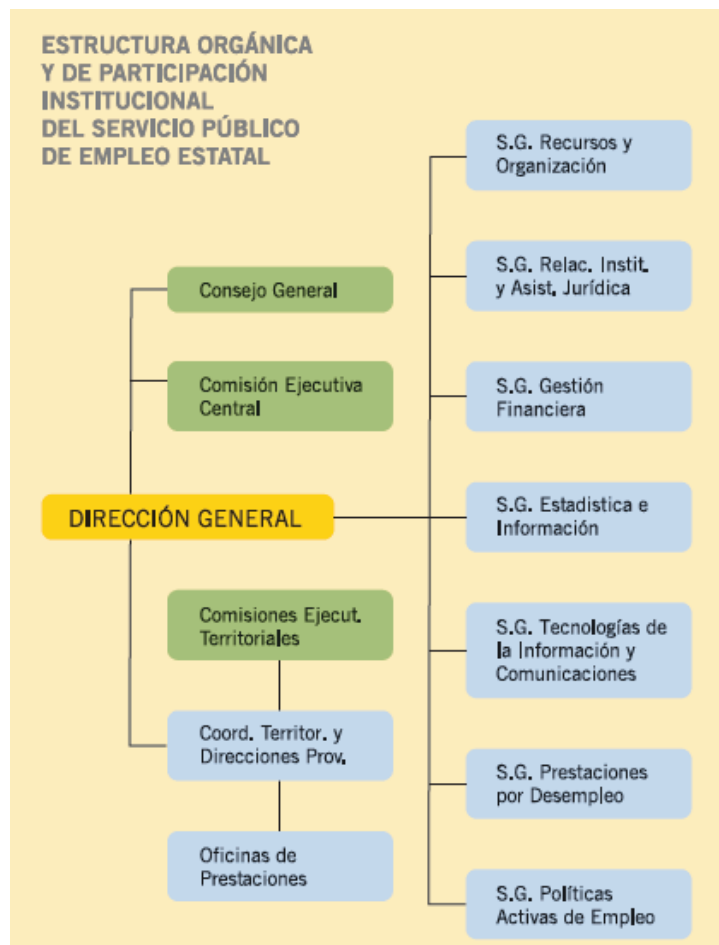 ESTRUCTURA ORGÁNICA
Y DE PARTICIPACIÓN
INSTITUCIONAL
DEL SERVICIO PÚBLICO
DE EMPLEO ESTATAL
Consejo General
Comisión Ejecutiva
Central
DIRECCIÓN GENERAL
Comisiones Ejecut.
Territoriales
Coord. Territor. y
Direcciones Prov.
Oficinas de
Prestaciones
S.G. Recursos y
Organización
S.G. Relac. Instit.
y Asist. Jurídica
S.G. Gestión
Financiera
S.G. Estadistica e
Información
S.G. Tecnologías de
la Información y
Comunicaciones
S.G. Prestaciones
por Desempleo
S.G. Políticas
Activas de Empleo